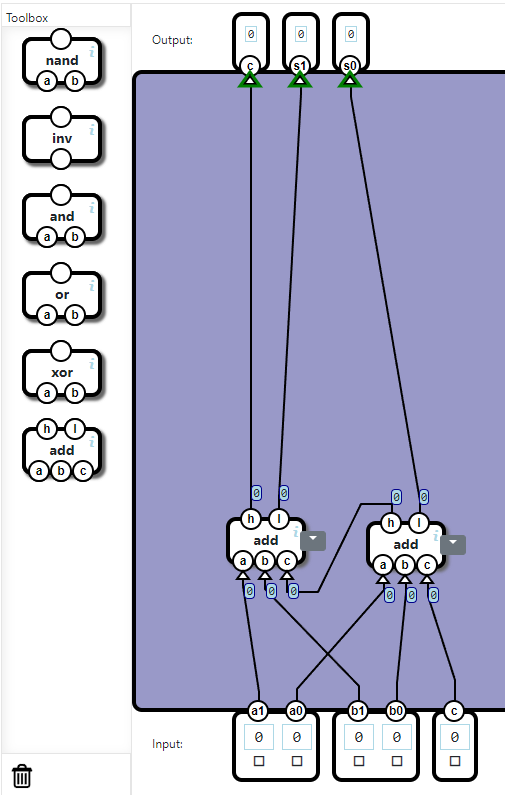 Toolbox
nand
i
a b
inv
i
and
i
a b
or
i
a b
xor
i
a b
h l
add
i
a b c
Output:
0 0 0
c s1 s0
0 0
h l
add
i
a b c
0 0 0
0 0
h l
add
i
a b c
0 0 0
a1 a0 b1 b0 c
Input:
0 0 0 0 0